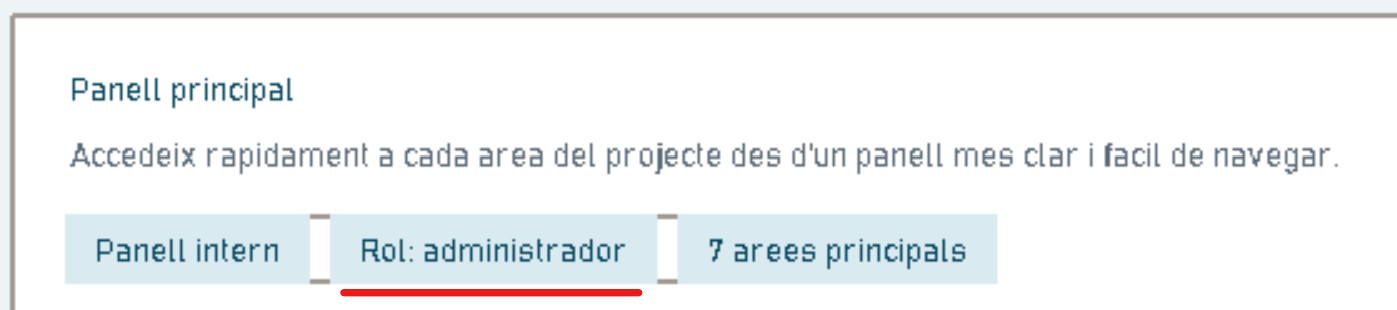 Panell principal
Accedeix rapidament a cada area del projecte des d'un panell mes clar i facil de navegar.
Panell intern Rol: administrador 7 arees principals